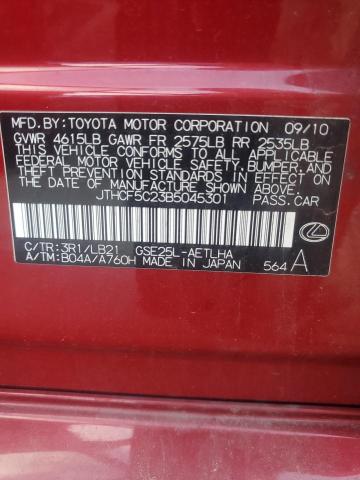 MFD.BY:TOYOTA MOTOR CORPORATION 09/10
GVWR 4615LB GAWR FR 2575LB RR 2535LB
THIS VEHICLE CONFORMS TO ALL APPLICABLE
FEDERAL MOTOR VEHICLE SAFETY,BUMPER,AND
THEFT PREVENTION STANDARDS IN EFFECT ON
THE DATE OF MANUFACTURE SHOWN ABOVE.
JTHCF5C23B5045301 PASS.CAR
C/TR:3R1/LB21 GSE25L-AETLHA
A/TM:B04A/A760H MADE IN JAPAN 564 A